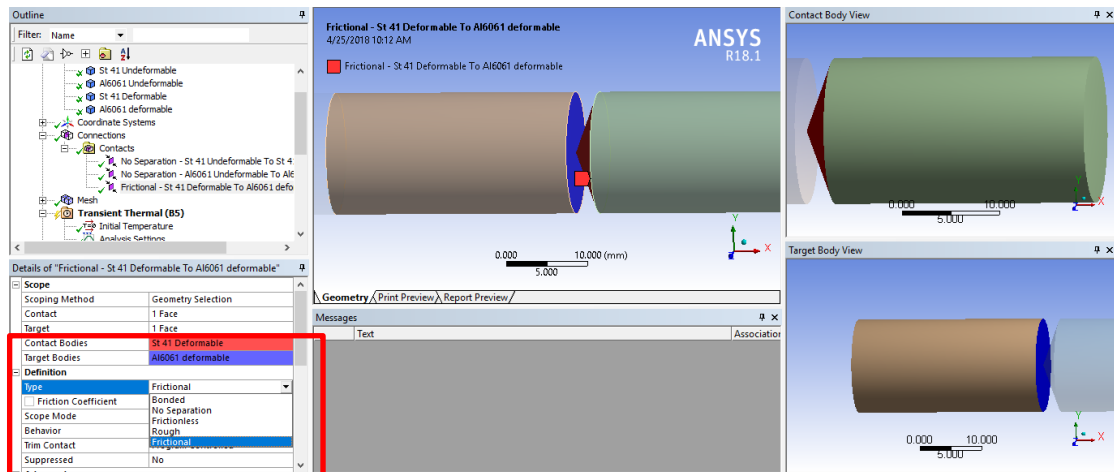 Outline
Filter: Name
St 41 Undeformable
Al6061 Undeformable
St 41 Deformable
Al6061 deformable
Coordinate Systems
Connections
Contacts
No Separation - St 41 Undeformable To St 4
No Separation - Al6061 Undeformable To Al6
Frictional - St 41 Deformable To Al6061 defo
Mesh
Transient Thermal (B5)
Initial Temperature
Analysis Settings
Details of "Frictional - St 41 Deformable To Al6061 deformable"
Scope
Scoping Method Geometry Selection
Contact 1 Face
Target 1 Face
Contact Bodies St 41 Deformable
Target Bodies Al6061 deformable
Definition
Type Frictional
Friction Coefficient Bonded
No Separation
Scope Mode Frictionless
Behavior Rough
Frictional
Trim Contact
Suppressed No
Frictional - St 41 Deformable To Al6061 deformable
4/25/2018 10:12 AM
Frictional - St 41 Deformable To Al6061 deformable
ANSYS
R18.1
Y
X
0.000 10.000 (mm)
5.000
Geometry Print Preview Report Preview
Messages
Text Association
Contact Body View
0.000 10.000
5.000
Y
X
Target Body View
0.000 10.000
5.000
Y
X